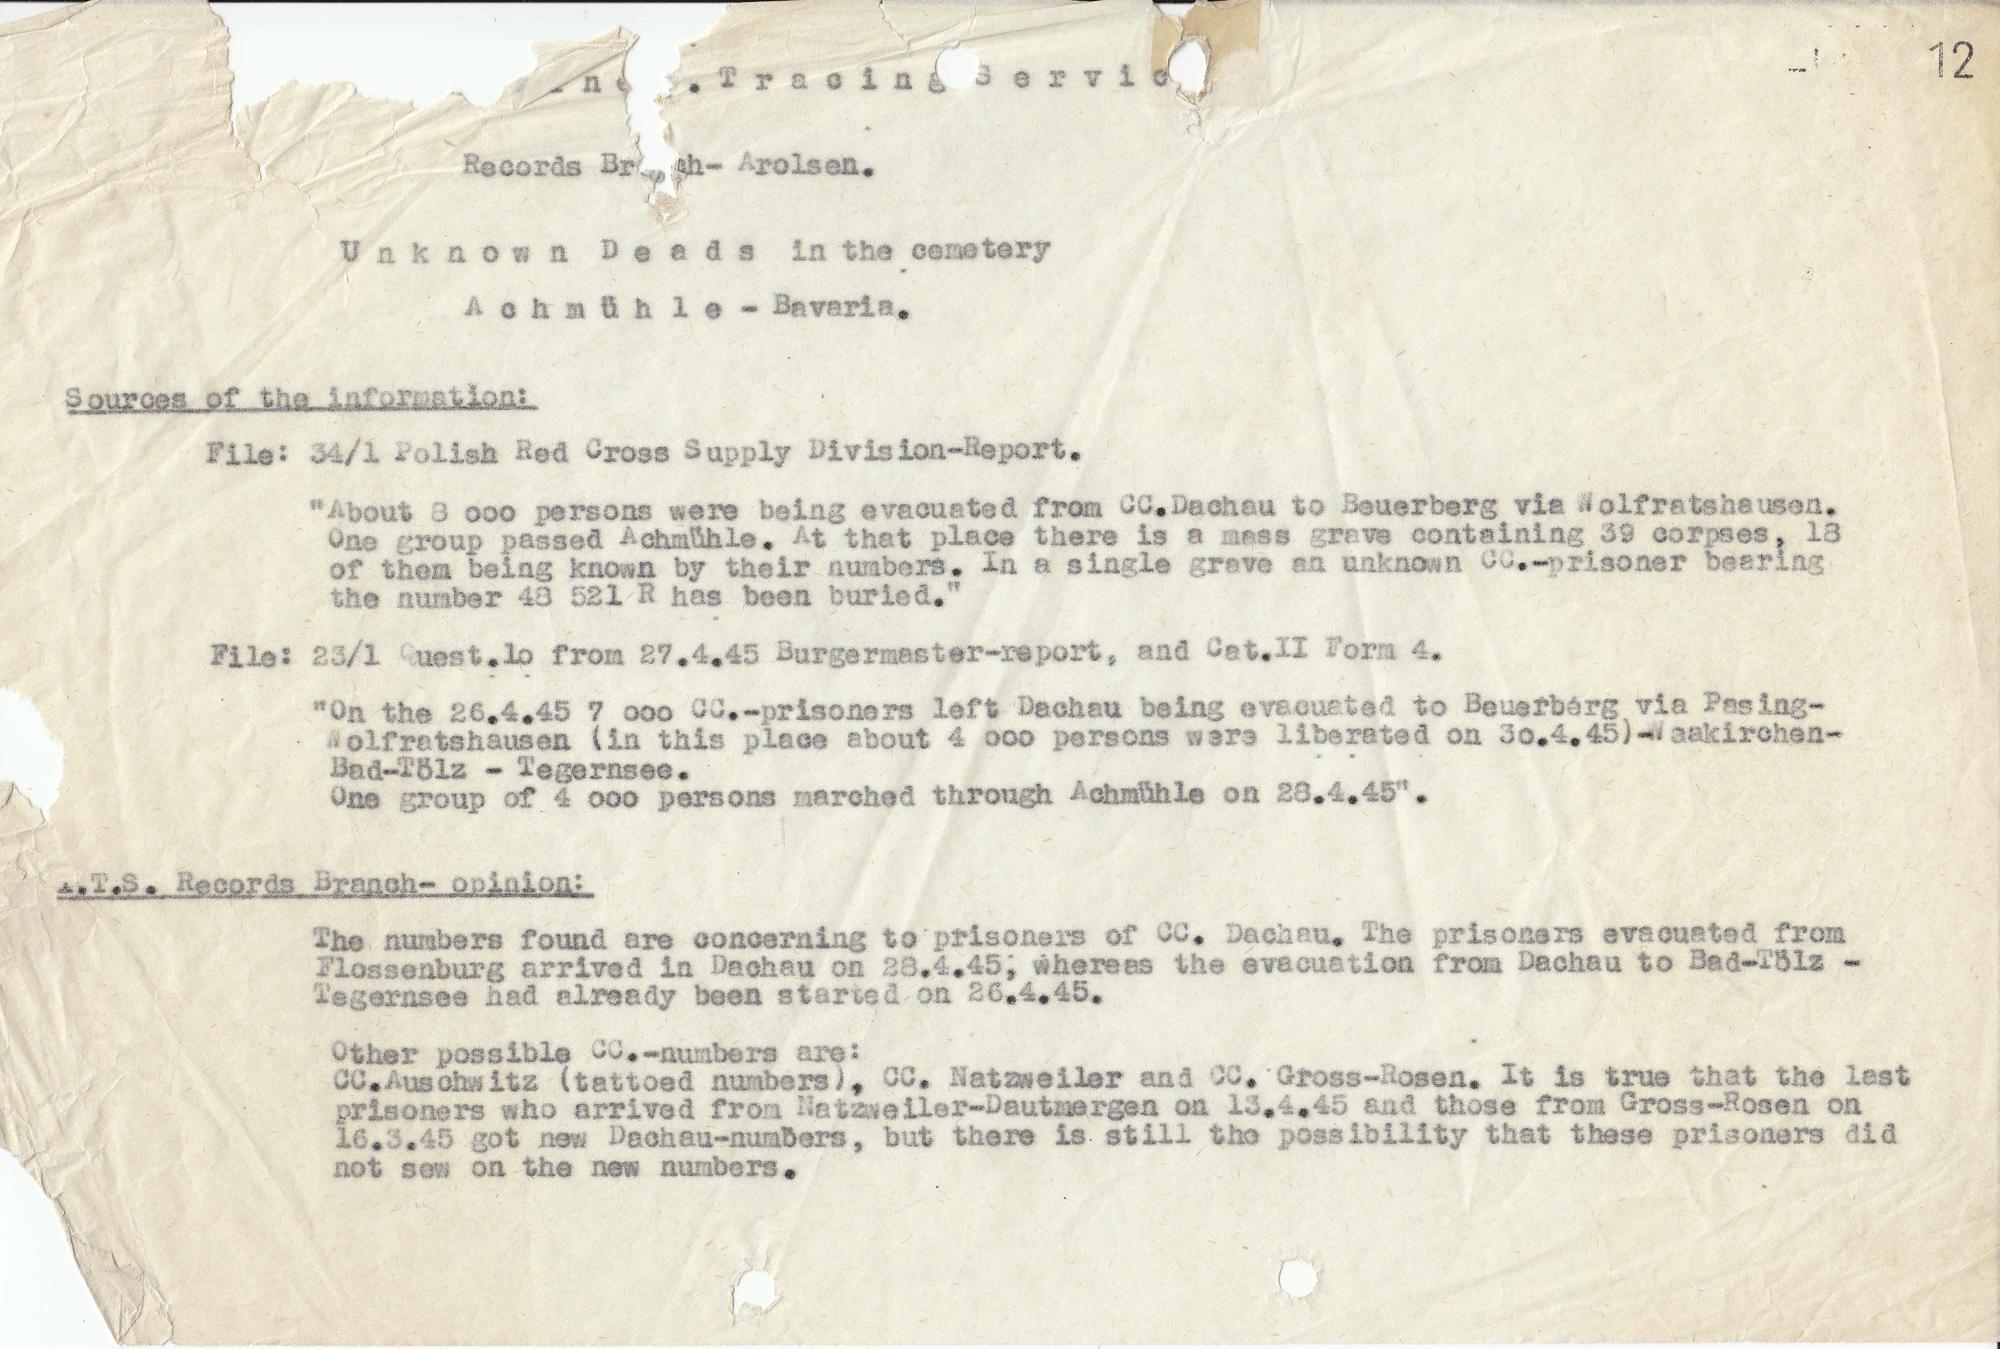 12
.Tracing Servic
Records Br ch- Arolsen.
Unknown Deads in the cemetery
Achmühle - Bavaria.
Sources of the information:
File: 34/1 Polish Red Cross Supply Division-Report.
"About 8 ooo persons were being evacuated from CC.Dachau to Beuerberg via Wolfratshausen.
One group passed Achmühle. At that place there is a mass grave containing 39 corpses, 18
of them being known by their numbers. In a single grave an unknown CC.-prisoner bearing
the number 48 521 R has been buried."
File: 23/1 Quest.lo from 27.4.45 Burgermaster-report, and Cat.II Form 4.
"On the 26.4.45 7 ooo CC.-prisoners left Dachau being evacuated to Beuerberg via Pasing-
Wolfratshausen (in this place about 4 ooo persons were liberated on 3o.4.45)-Waakirchen-
Bad-Tölz - Tegernsee.
One group of 4 ooo persons marched through Achmühle on 28.4.45".
I.T.S. Records Branch- opinion:
The numbers found are concerning to prisoners of CC. Dachau. The prisoners evacuated from
Flossenburg arrived in Dachau on 28.4.45; whereas the evacuation from Dachau to Bad-Tölz -
Tegernsee had already been started on 26.4.45.
Other possible CC.-numbers are:
CC.Auschwitz (tattoed numbers), CC. Natzweiler and CC. Gross-Rosen. It is true that the last
prisoners who arrived from Natzweiler-Dautmergen on 13.4.45 and those from Gross-Rosen on
16.3.45 got new Dachau-numbers, but there is still the possibility that these prisoners did
not sew on the new numbers.